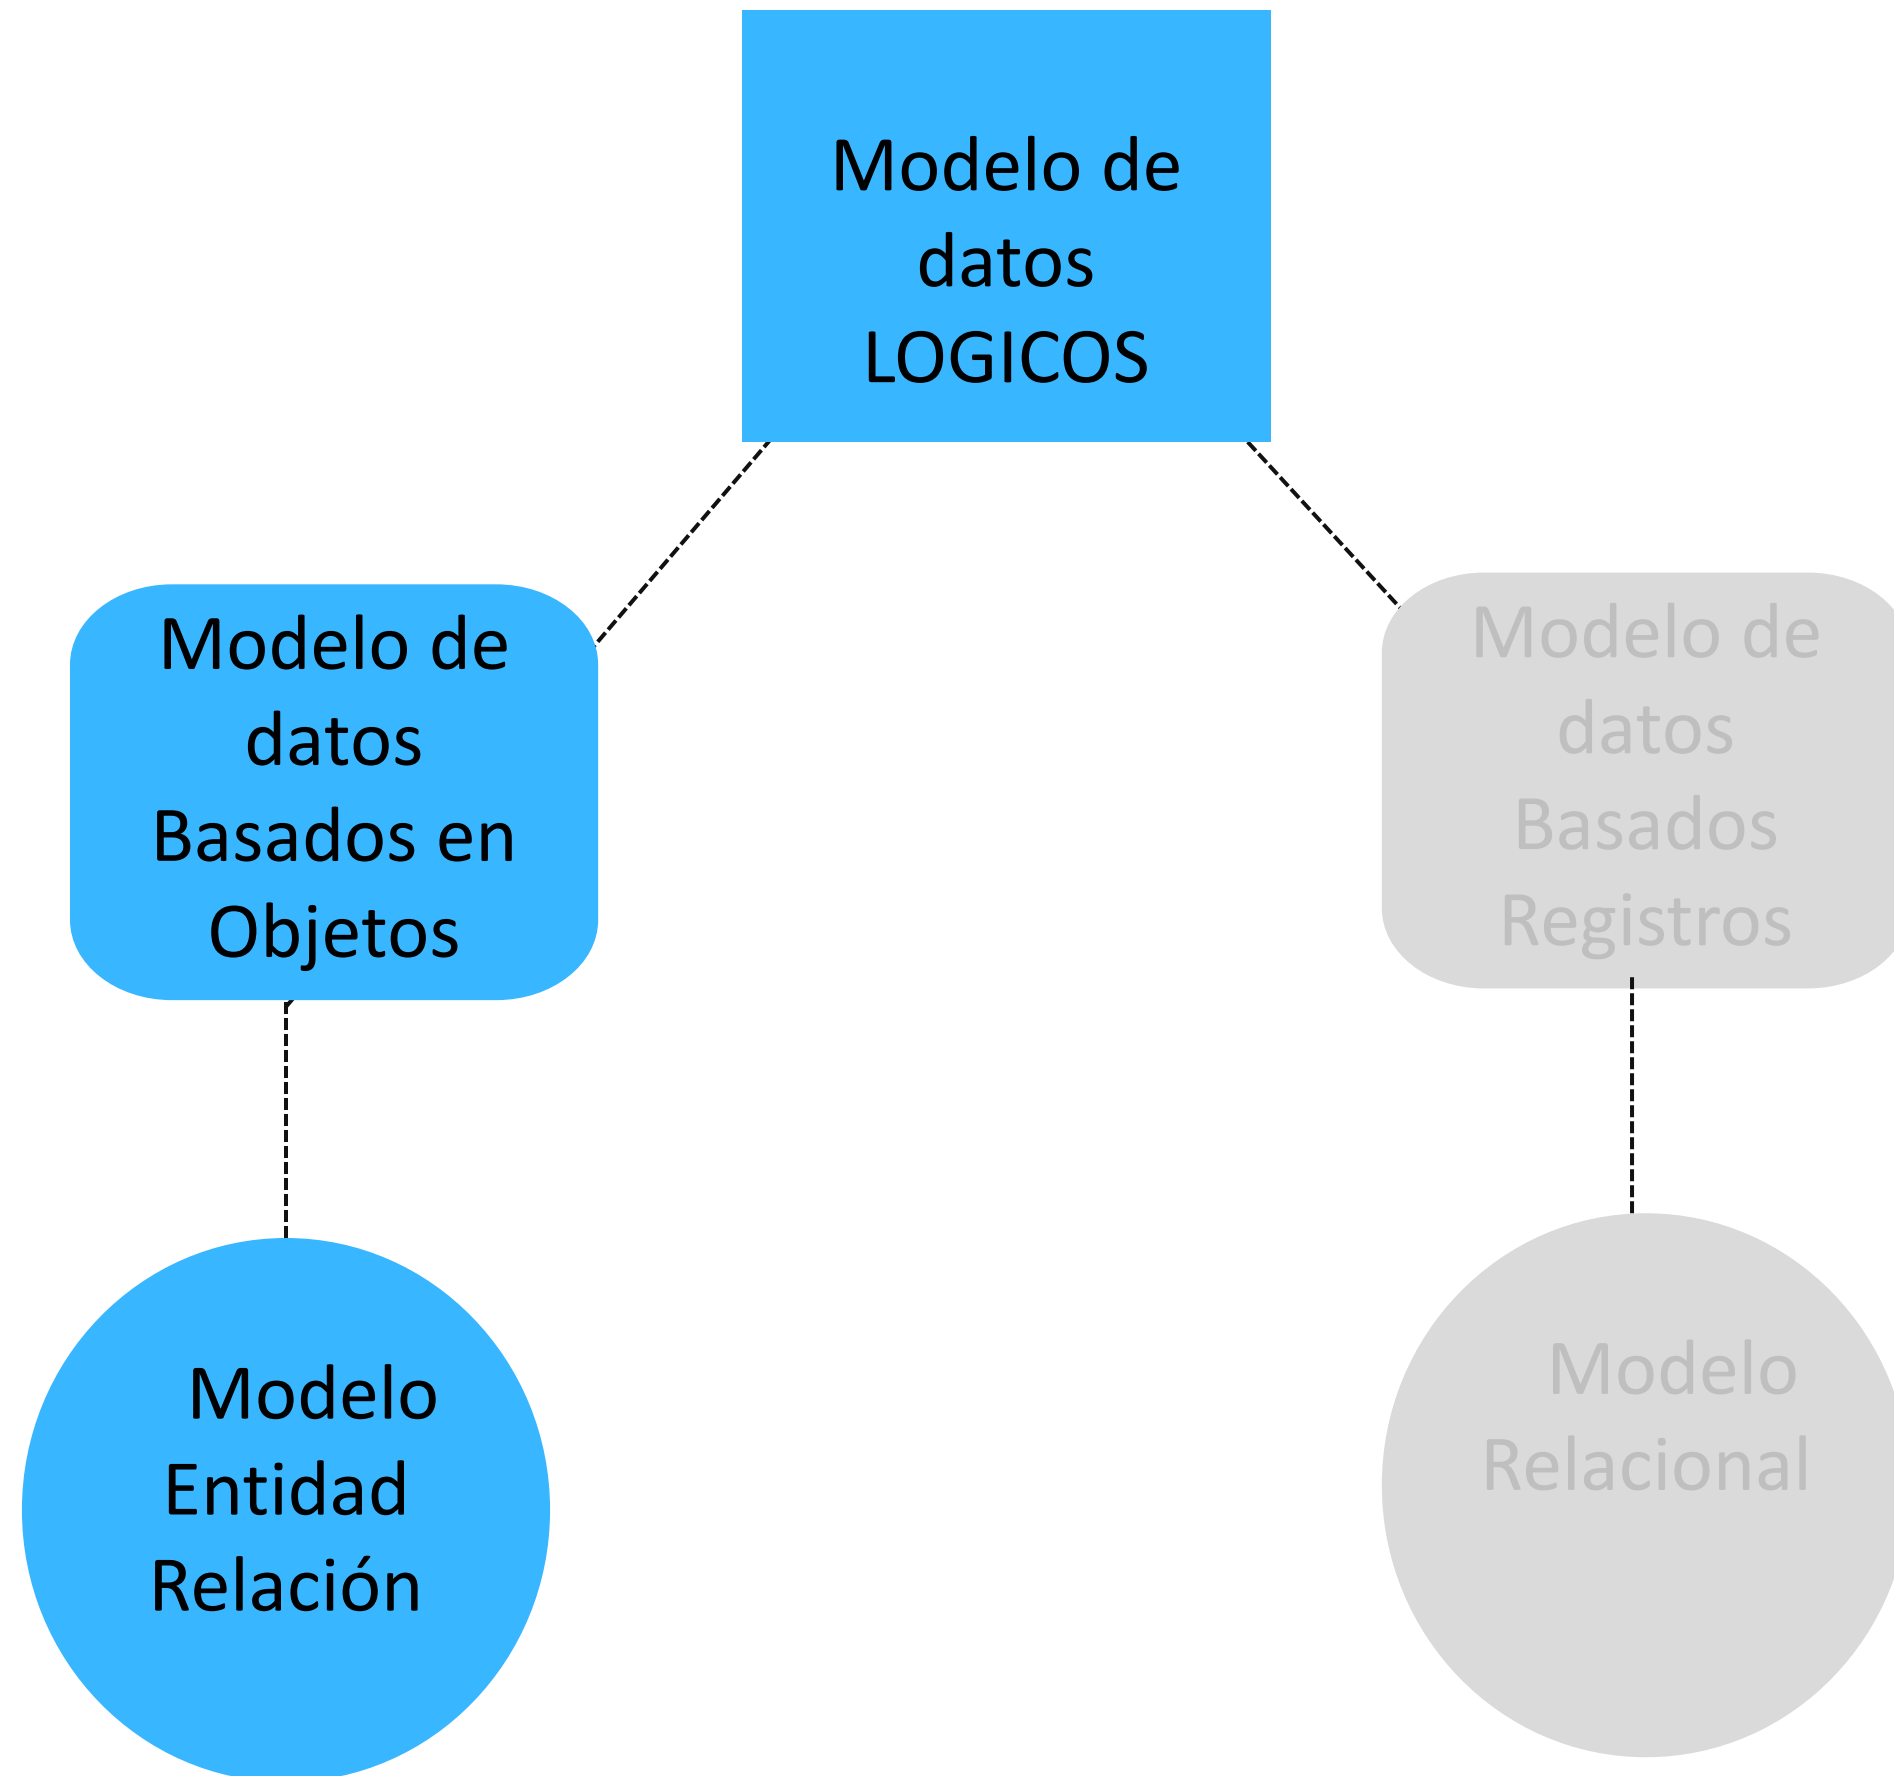 Modelo de
datos
LOGICOS
Modelo de
datos
Basados en
Objetos
Modelo de
datos
Basados
Registros
Modelo
Entidad
Relación
Modelo
Relacional